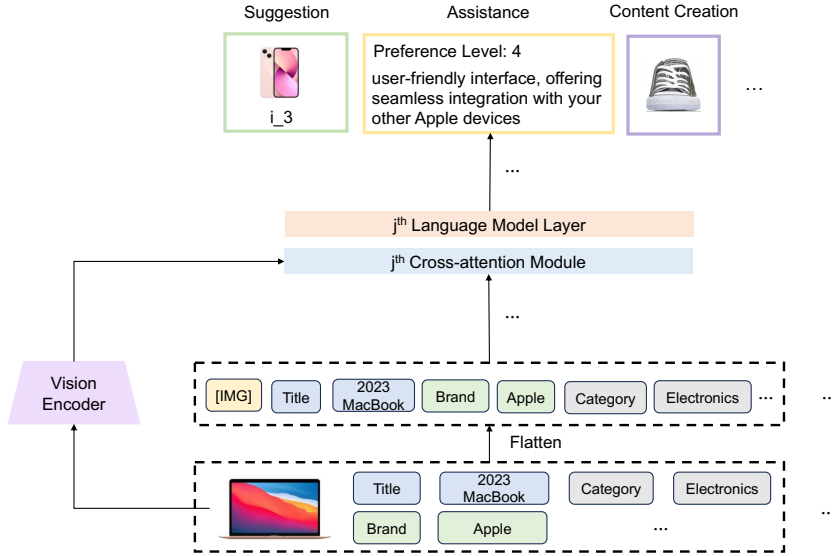 Suggestion
Assistance
Content Creation
i_3
Preference Level: 4
user-friendly interface, offering
seamless integration with your
other Apple devices
...
...
jth Language Model Layer
jth Cross-attention Module
...
Vision
Encoder
[IMG]
Title
2023
MacBook
Brand
Apple
Category
Electronics
...
..
Flatten
Title
2023
MacBook
Category
Electronics
Brand
Apple
...
..